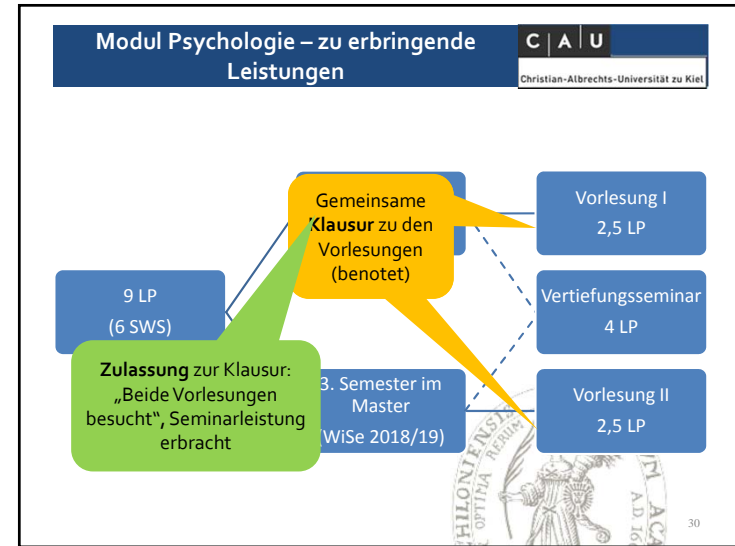 Modul Psychologie – zu erbringende
Leistungen
C | A | U
Christian-Albrechts-Universität zu Kiel
Gemeinsame
Klausur zu den
Vorlesungen
(benotet)
Vorlesung I
2,5 LP
9 LP
(6 SWS)
Vertiefungsseminar
4 LP
Zulassung zur Klausur:
„Beide Vorlesungen
besucht“, Seminarleistung
erbracht
3. Semester im
Master
(WiSe 2018/19)
Vorlesung II
2,5 LP
OPTIMA RERUM
A.D.
30